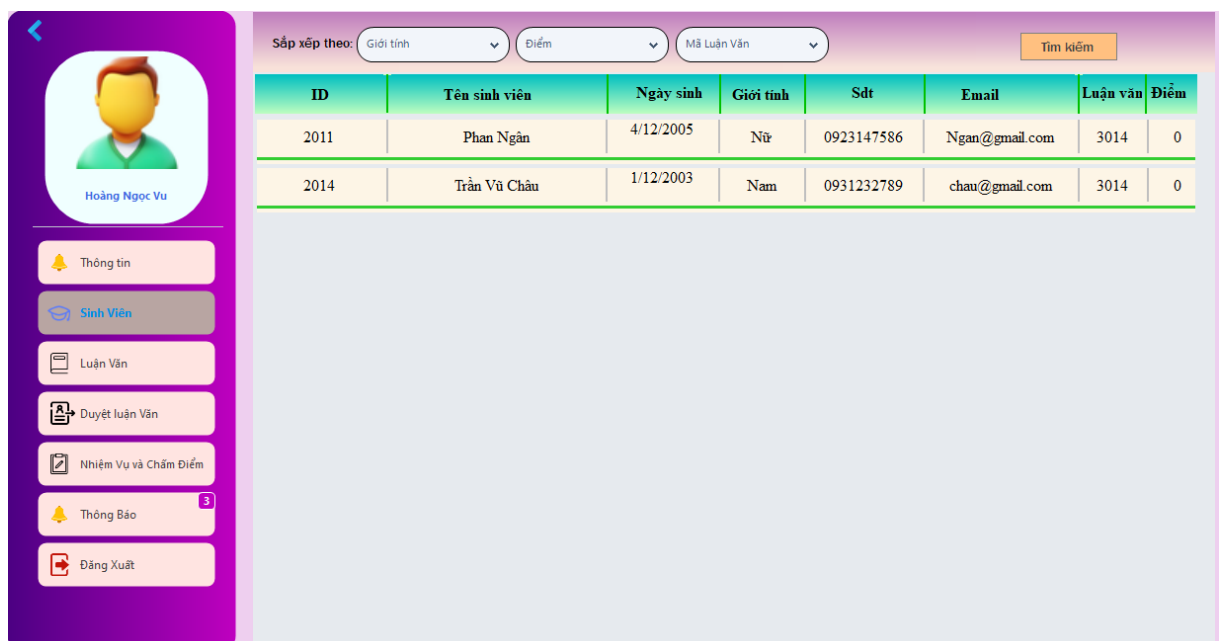 Hoàng Ngọc Vu
Thông tin
Sinh Viên
Luận Văn
Duyệt luận Văn
Nhiệm Vụ và Chấm Điểm
Thông Báo 3
Đăng Xuất
Sắp xếp theo: Giới tính Điểm Mã Luận Văn Tìm kiếm
ID Tên sinh viên Ngày sinh Giới tính Sdt Email Luận văn Điểm
2011 Phan Ngân 4/12/2005 Nữ 0923147586 Ngan@gmail.com 3014 0
2014 Trần Vũ Châu 1/12/2003 Nam 0931232789 chau@gmail.com 3014 0